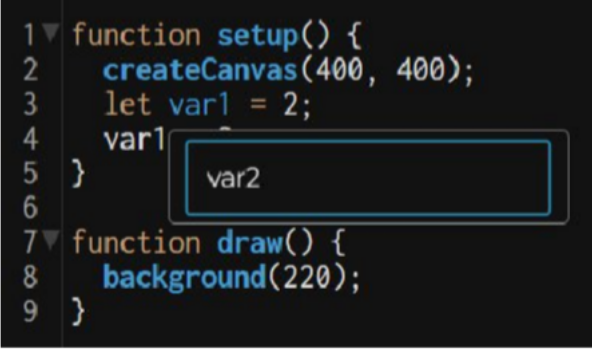 1 function setup() {
2 createCanvas(400, 400);
3 let var1 = 2;
4 var1
var2
5 }
6
7 function draw() {
8 background(220);
9 }